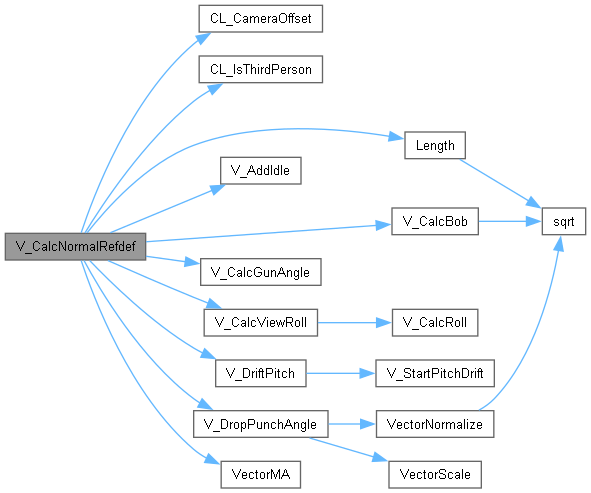 CL_CameraOffset
CL_IsThirdPerson
Length
V_AddIdle
V_CalcBob
sqrt
V_CalcNormalRefdef
V_CalcGunAngle
V_CalcViewRoll
V_CalcRoll
V_DriftPitch
V_StartPitchDrift
V_DropPunchAngle
VectorNormalize
VectorMA
VectorScale